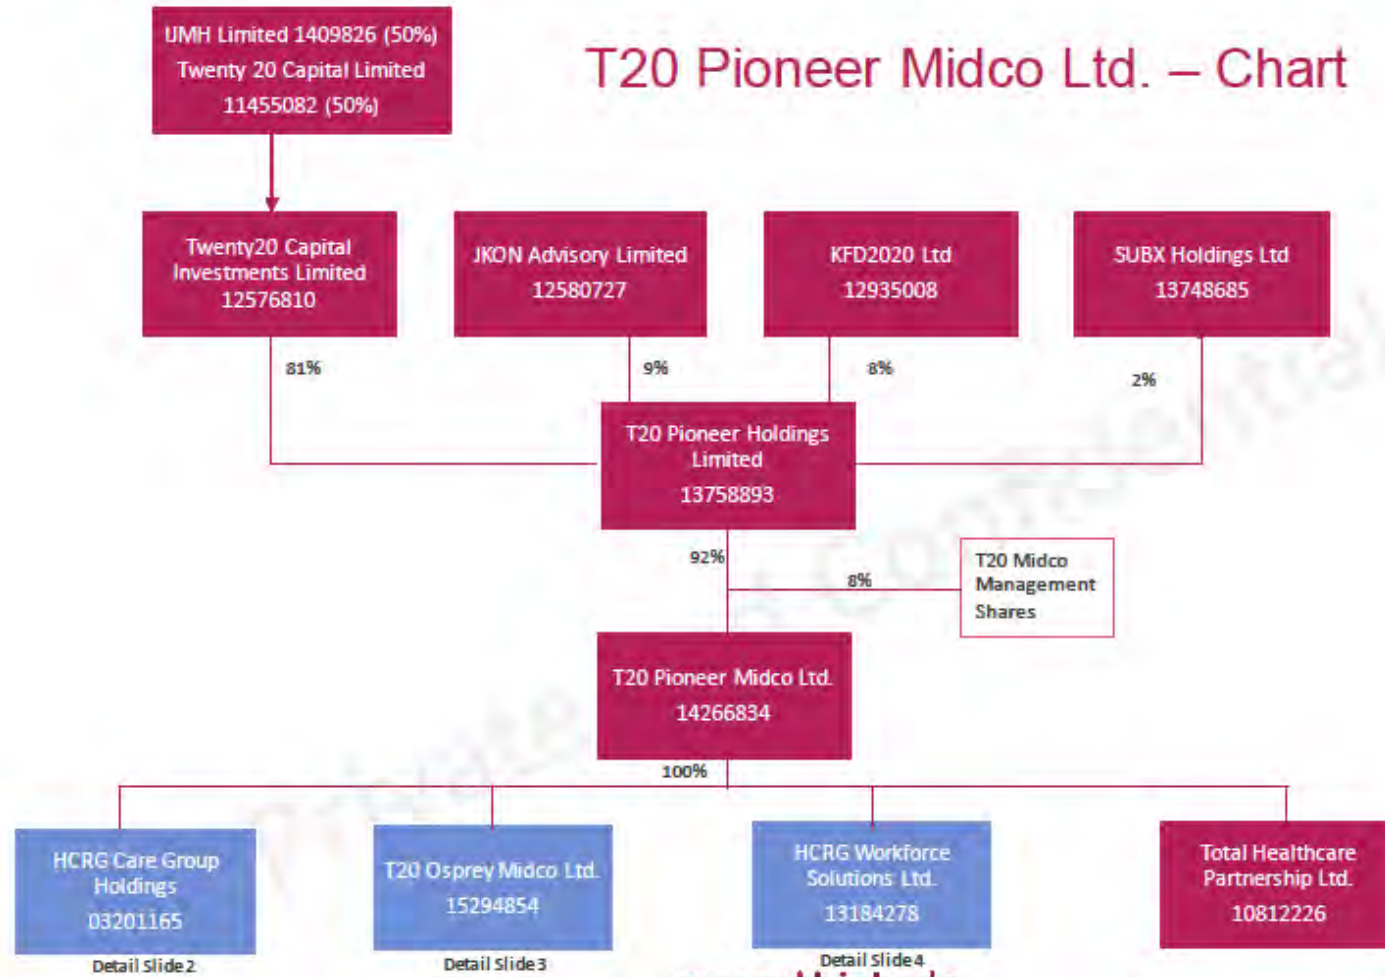 IJMH Limited 1409826 (50%)
Twenty 20 Capital Limited
11455082 (50%)
T20 Pioneer Midco Ltd. – Chart
Twenty20 Capital
Investments Limited
12576810
JKON Advisory Limited
12580727
KFD2020 Ltd
12935008
SUBX Holdings Ltd
13748685
81%
9%
8%
2%
T20 Pioneer Holdings
Limited
13758893
92%
8%
T20 Midco
Management
Shares
T20 Pioneer Midco Ltd.
14266834
100%
HCRG Care Group
Holdings
03201165
T20 Osprey Midco Ltd.
15294854
HCRG Workforce
Solutions Ltd.
13184278
Total Healthcare
Partnership Ltd.
10812226
Detail Slide 2
Detail Slide 3
Detail Slide 4
Private and Confidential